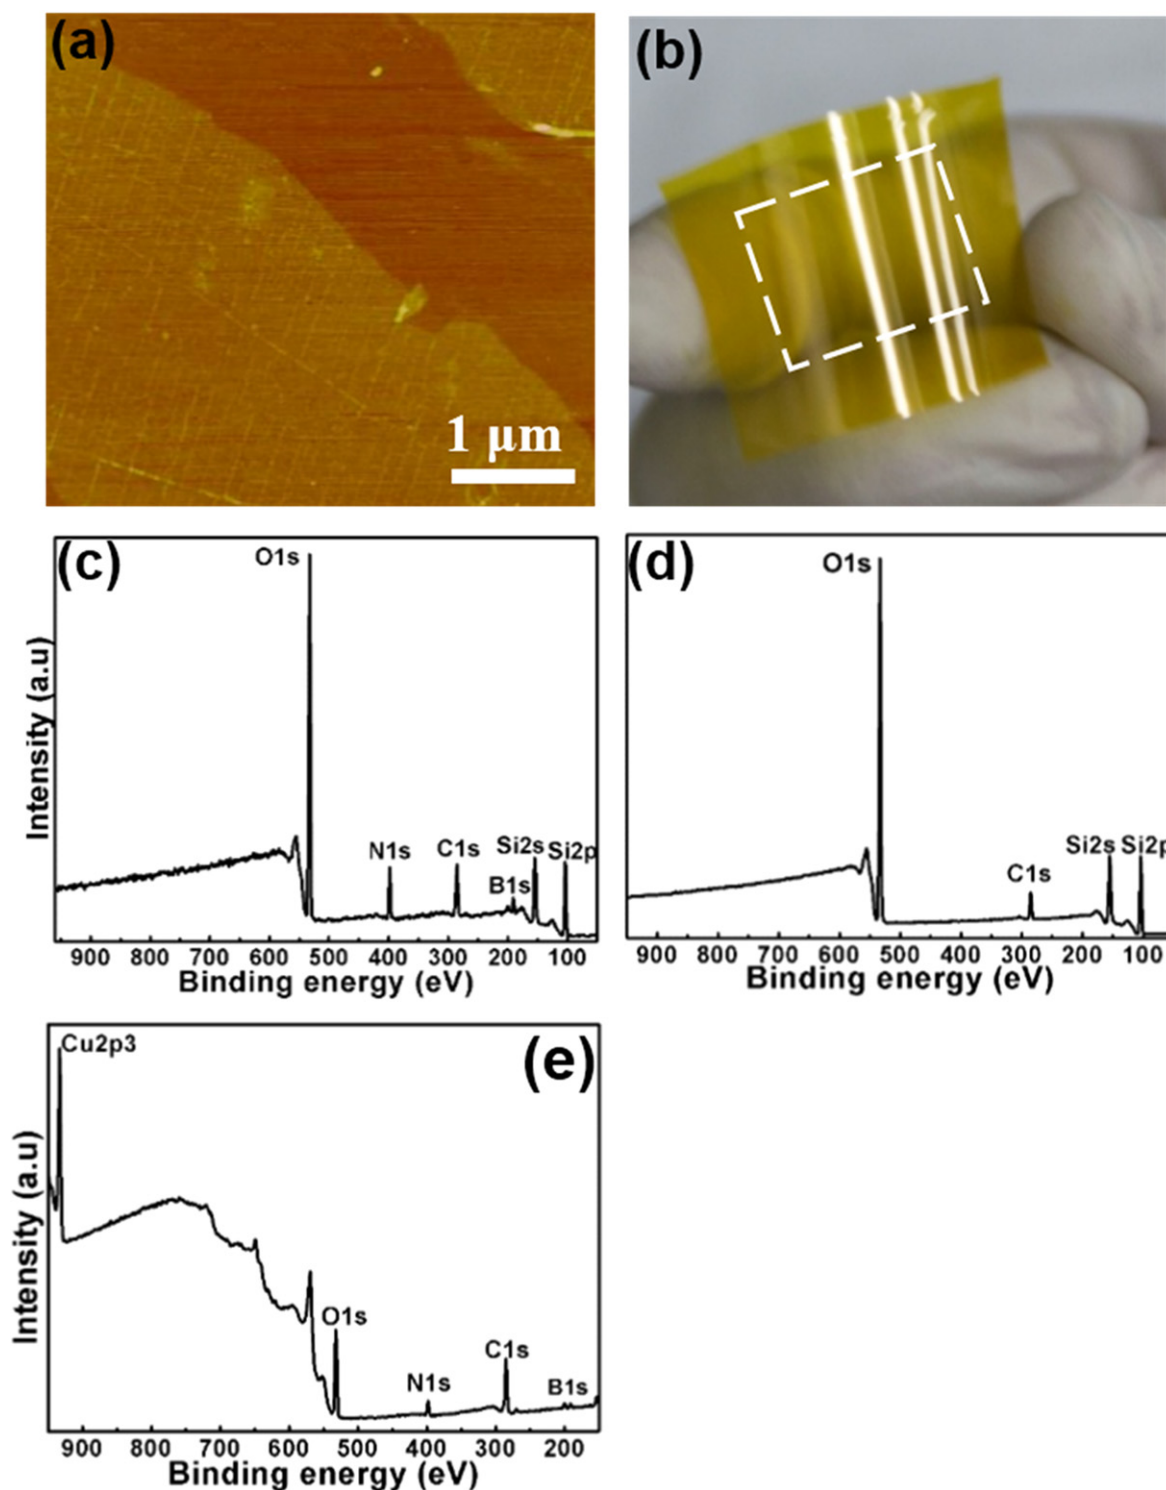 (a)
1 μm
(b)
(c)
O1s
N1s
C1s
B1s
Si2s
Si2p
Intensity (a.u)
900 800 700 600 500 400 300 200 100
Binding energy (eV)
(d)
O1s
C1s
Si2s
Si2p
900 800 700 600 500 400 300 200 100
Binding energy (eV)
(e)
Cu2p3
O1s
N1s
C1s
B1s
Intensity (a.u)
900 800 700 600 500 400 300 200
Binding energy (eV)